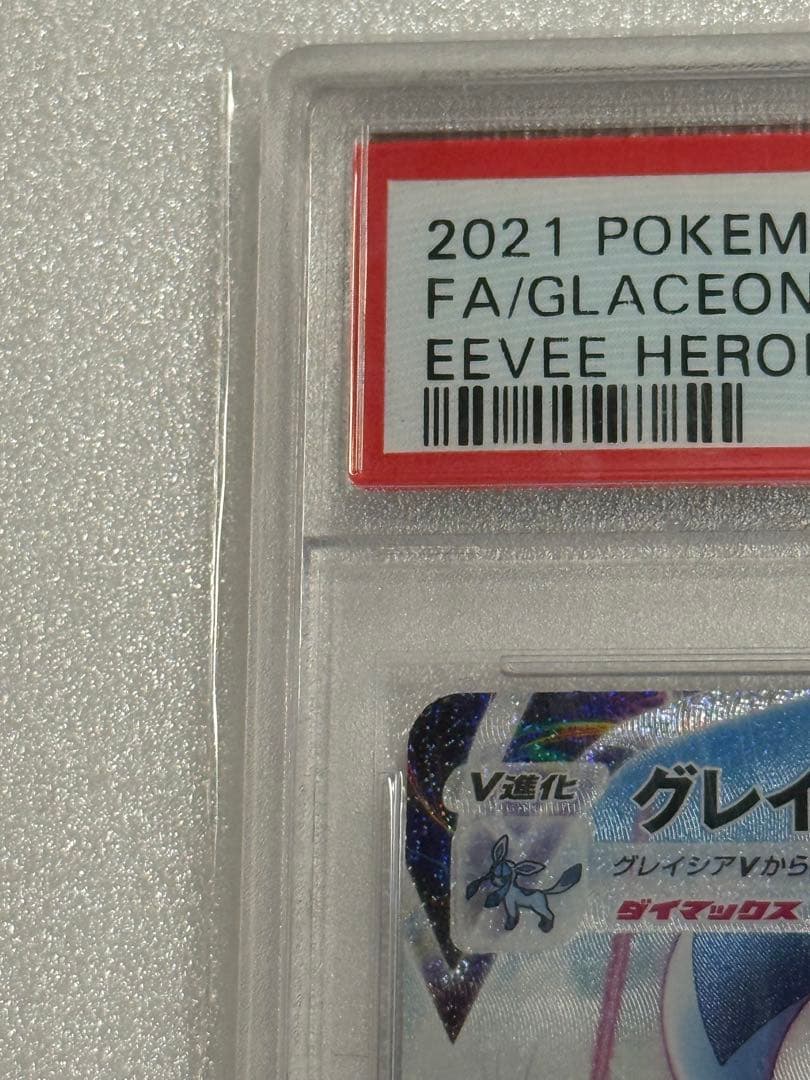 2021 POKEM
FA/GLACEON
EEVEE HEROE
V進化
グレイ
グレイシアVから
ダイマックス